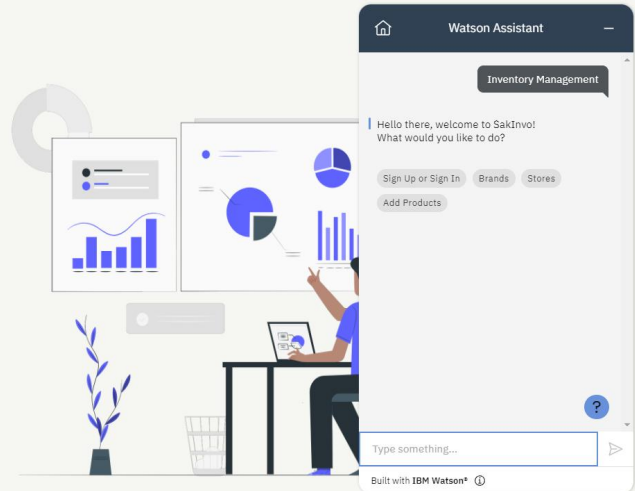 Watson Assistant
Inventory Management
Hello there, welcome to SakInvo!
What would you like to do?
Sign Up or Sign In
Brands
Stores
Add Products
?
Type something...
Built with IBM Watson®